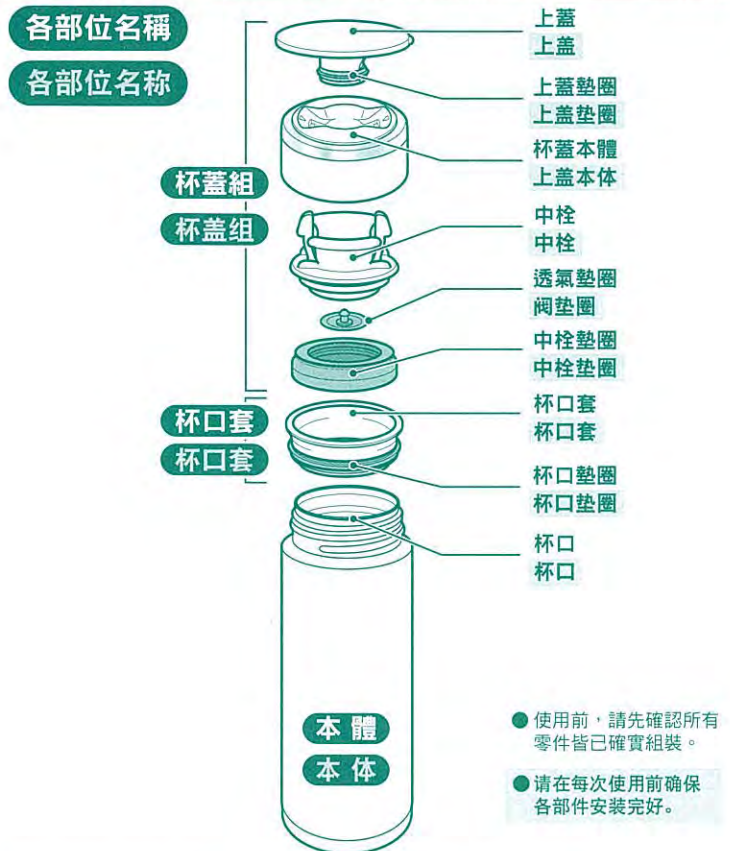 各部位名稱
各部位名称
上蓋
上盖
上蓋墊圈
上盖垫圈
杯蓋本體
上盖本体
杯蓋組
杯盖组
中栓
中栓
透氣墊圈
阀垫圈
中栓墊圈
中栓垫圈
杯口套
杯口套
杯口套
杯口套
杯口墊圈
杯口垫圈
杯口
杯口
本體
本体
● 使用前，請先確認所有
零件皆已確實組裝。
● 请在每次使用前确保
各部件安装完好。